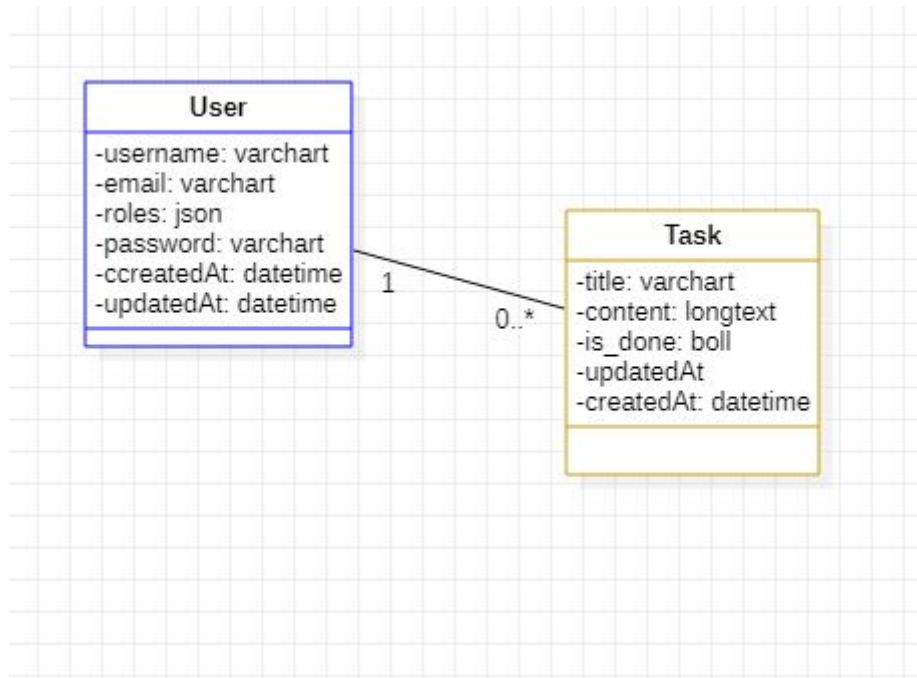 User
-username: varchart
-email: varchart
-roles: json
-password: varchart
-ccreatedAt: datetime
-updatedAt: datetime
1
0..*
Task
-title: varchart
-content: longtext
-is_done: boll
-updatedAt
-createdAt: datetime